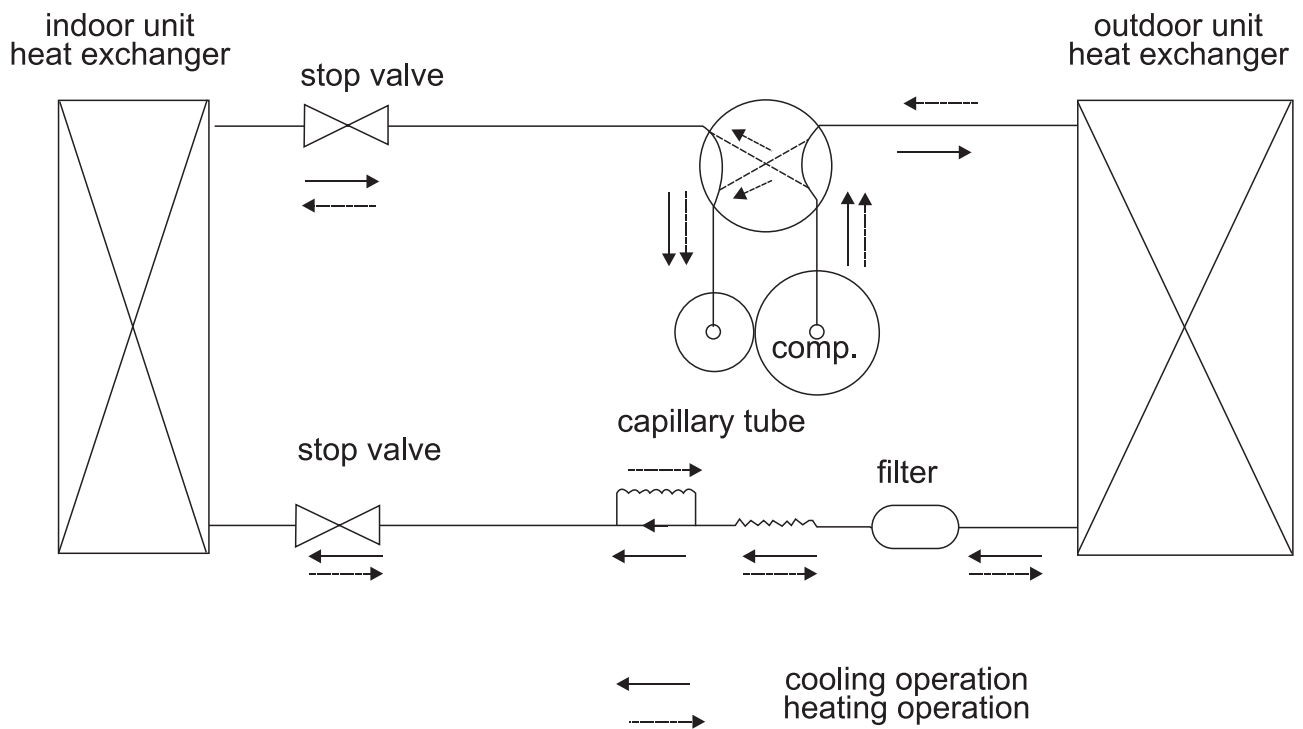 indoor unit
heat exchanger
outdoor unit
heat exchanger
stop valve
comp.
capillary tube
stop valve
filter
cooling operation
heating operation